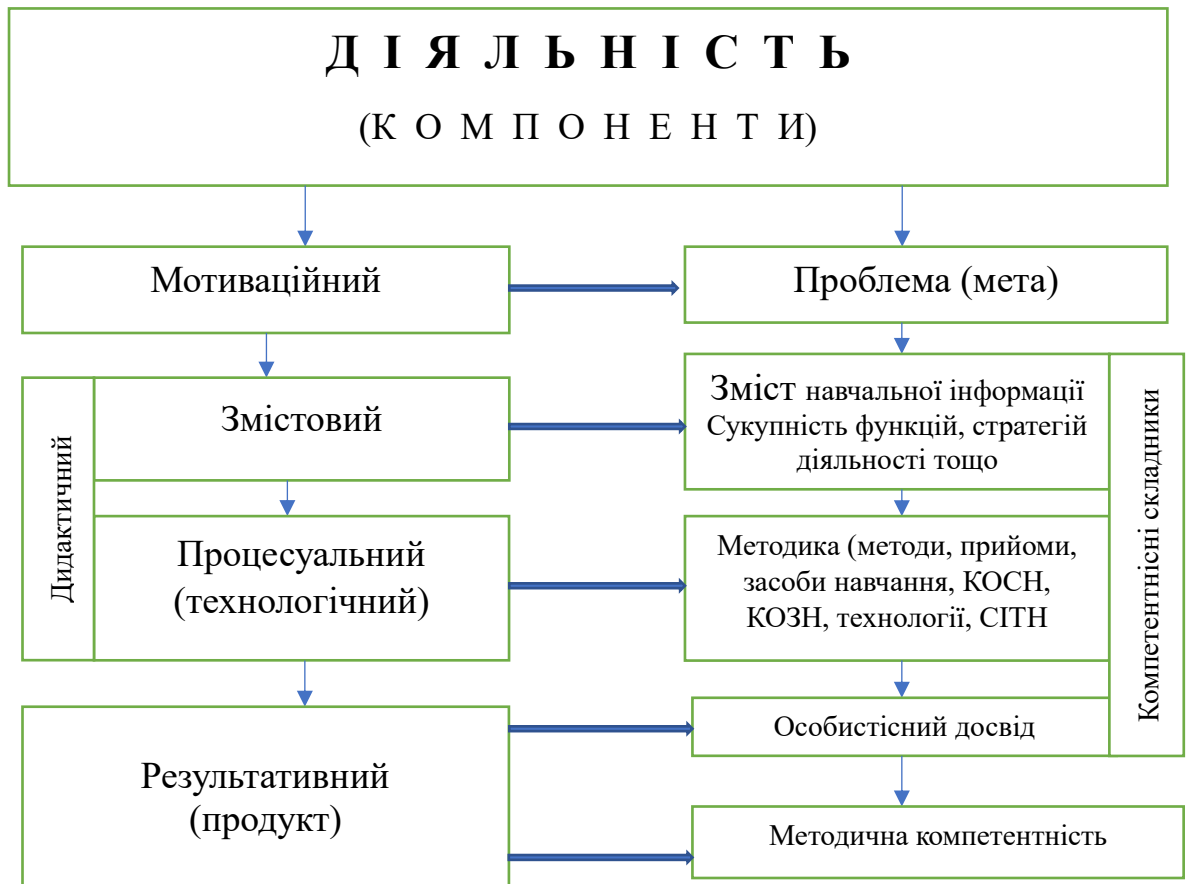 Д І Я Л Ь Н І С Т Ь
(К О М П О Н Е Н Т И)
Мотиваційний
Проблема (мета)
Дидактичний
Змістовий
Зміст навчальної інформації
Сукупність функцій, стратегій
діяльності тощо
Компетентнісні складники
Процесуальний
(технологічний)
Методика (методи, прийоми,
засоби навчання, КОСН,
КОЗН, технології, СІТН
Результативний
(продукт)
Особистісний досвід
Методична компетентність